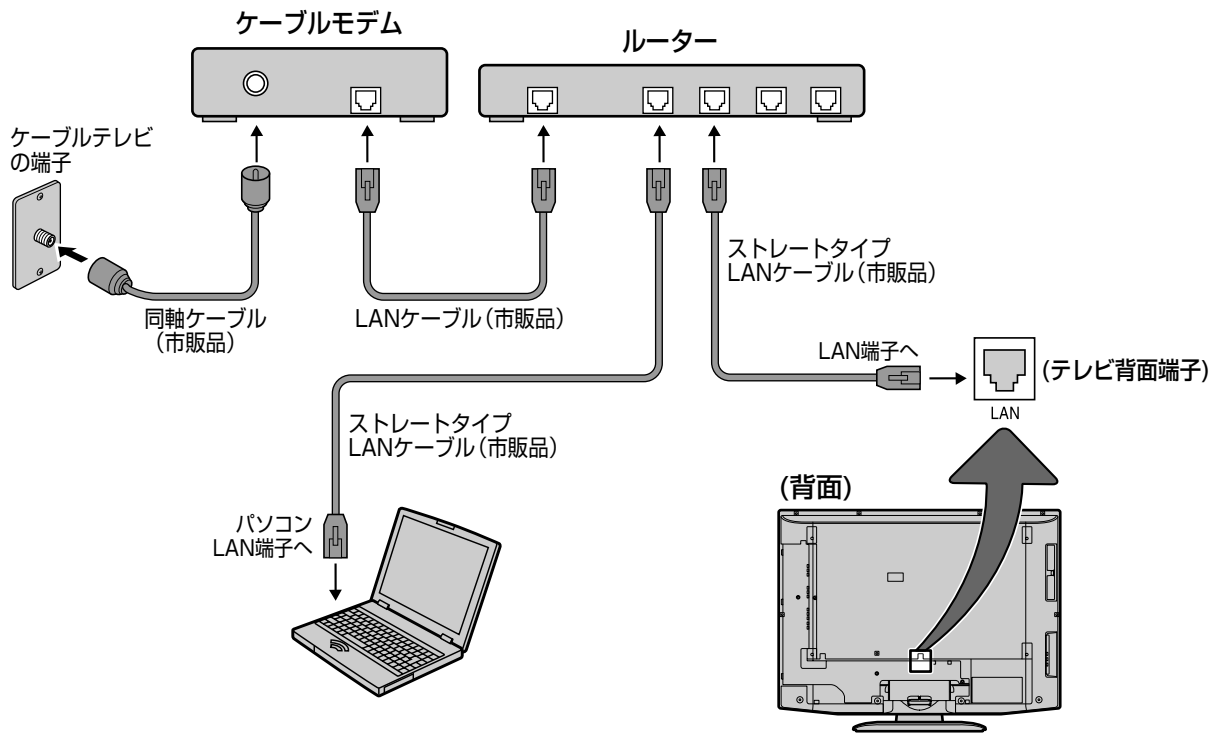 ケーブルモデム
ルーター
ケーブルテレビ
の端子
ストレートタイプ
LANケーブル（市販品）
同軸ケーブル
（市販品）
LANケーブル（市販品）
LAN端子へ
(テレビ背面端子)
LAN
ストレートタイプ
LANケーブル（市販品）
(背面)
パソコン
LAN端子へ